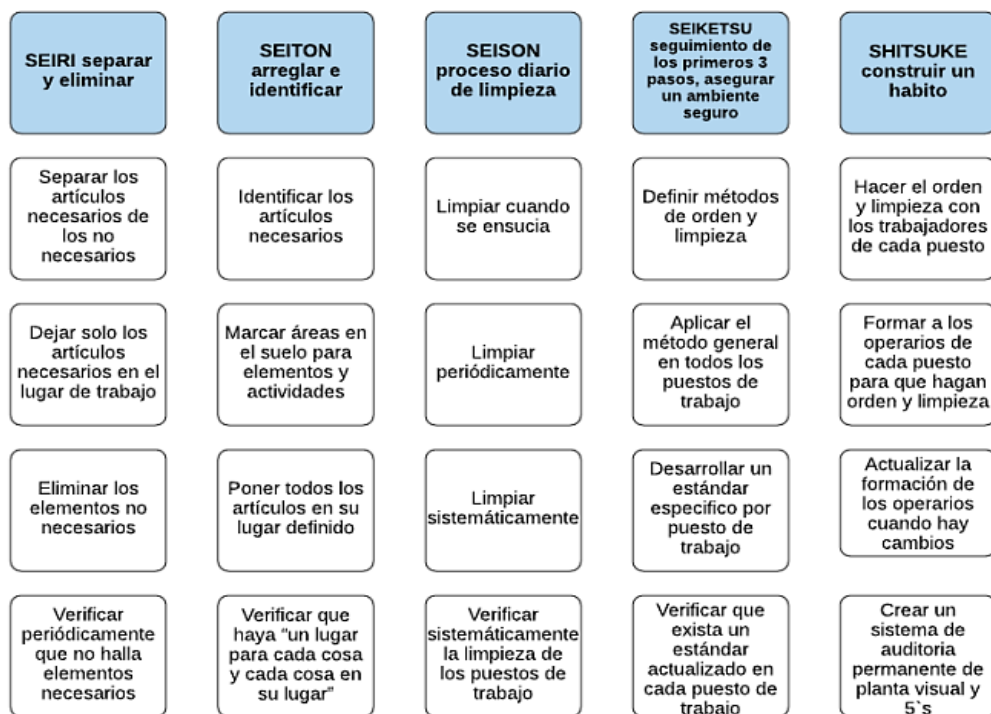 SEIRI separar
y eliminar
SEITON
arreglar e
identificar
SEISON
proceso diario
de limpieza
SEIKETSU
seguimiento de
los primeros 3
pasos, asegurar
un ambiente
seguro
SHITSUKE
construir un
habito
Separar los
artículos
necesarios de
los no
necesarios
Identificar los
artículos
necesarios
Limpiar cuando
se ensucia
Definir métodos
de orden y
limpieza
Hacer el orden
y limpieza con
los trabajadores
de cada puesto
Dejar solo los
artículos
necesarios en el
lugar de trabajo
Marcar áreas en
el suelo para
elementos y
actividades
Limpiar
periódicamente
Aplicar el
método general
en todos los
puestos de
trabajo
Formar a los
operarios de
cada puesto
para que hagan
orden y limpieza
Eliminar los
elementos no
necesarios
Poner todos los
artículos en su
lugar definido
Limpiar
sistemáticamente
Desarrollar un
estándar
especifico por
puesto de
trabajo
Actualizar la
formación de
los operarios
cuando hay
cambios
Verificar
periódicamente
que no halla
elementos
necesarios
Verificar que
haya "un lugar
para cada cosa
y cada cosa en
su lugar"
Verificar
sistemáticamente
la limpieza de
los puestos de
trabajo
Verificar que
exista un
estándar
actualizado en
cada puesto de
trabajo
Crear un
sistema de
auditoria
permanente de
planta visual y
5`s